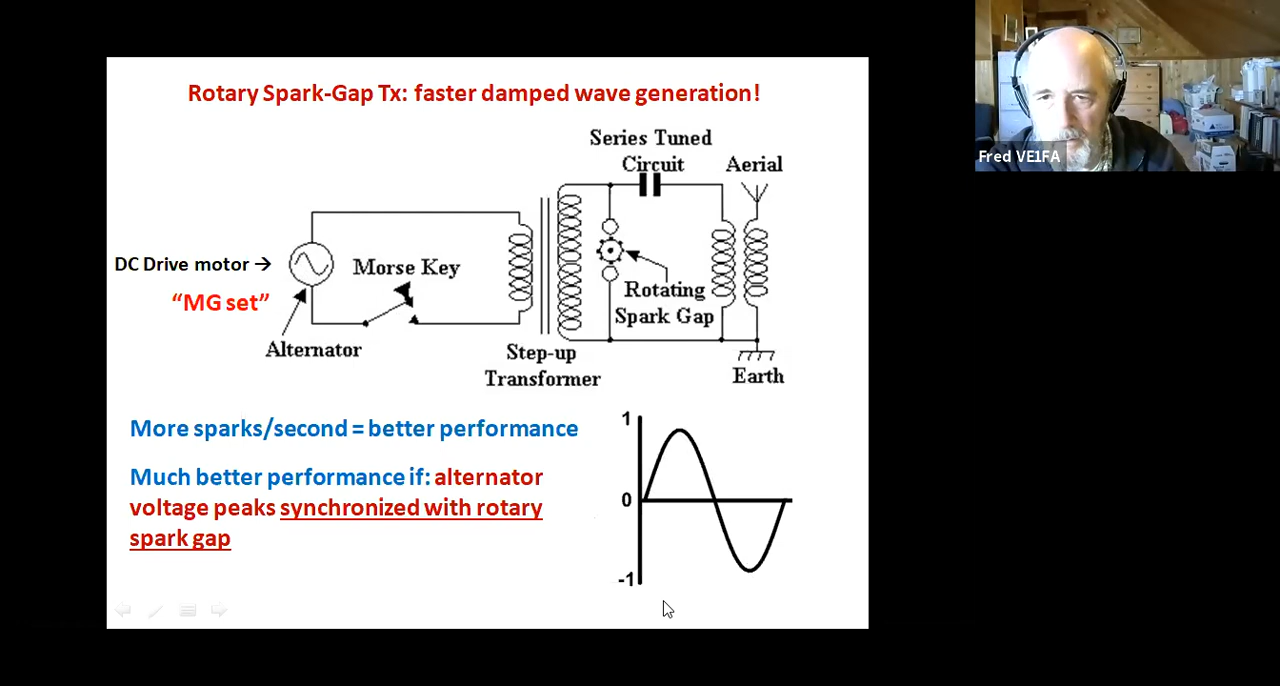 Rotary Spark-Gap Tx: faster damped wave generation!
Series Tuned
Circuit
Aerial
DC Drive motor →
Morse Key
"MG set"
Rotating
Spark Gap
Alternator
Step-up
Transformer
Earth
More sparks/second = better performance
Much better performance if: alternator
voltage peaks synchronized with rotary
spark gap
1
0
-1
Fred VE1FA